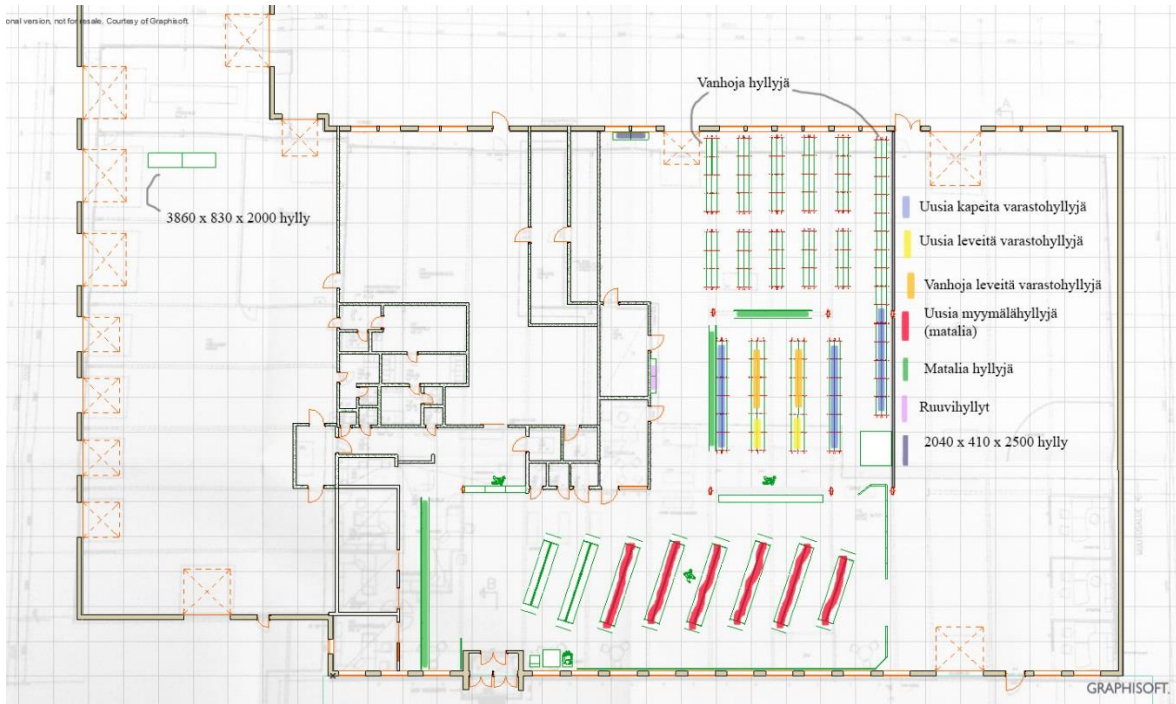 onal version, not for resale. Courtesy of Graphisoft.
Vanhoja hyllyjä
3860 x 830 x 2000 hylly
Uusia kapeita varastohyllyjä
Uusia leveitä varastohyllyjä
Vanhoja leveitä varastohyllyjä
Uusia myymälähyllyjä
(matalia)
Matalia hyllyjä
Ruuvihyllyt
2040 x 410 x 2500 hylly
GRAPHISOFT.